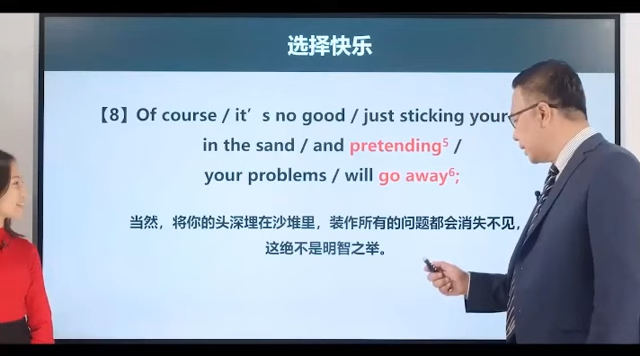 选择快乐
【8】Of course / it's no good / just sticking your
in the sand / and pretending⁵ /
your problems / will go away⁶;
当然，将你的头深埋在沙堆里，装作所有的问题都会消失不见，
这绝不是明智之举。